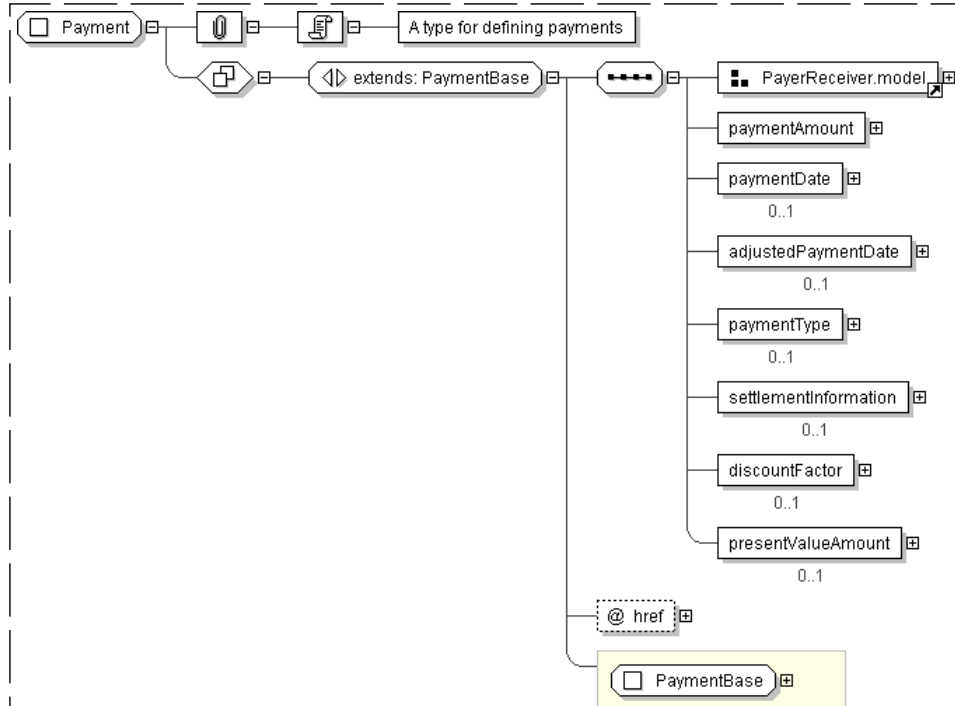 Payment
A type for defining payments
extends: PaymentBase
PayerReceiver.model
paymentAmount
paymentDate
0..1
adjustedPaymentDate
0..1
paymentType
0..1
settlementInformation
0..1
discountFactor
0..1
presentValueAmount
0..1
@ href
PaymentBase